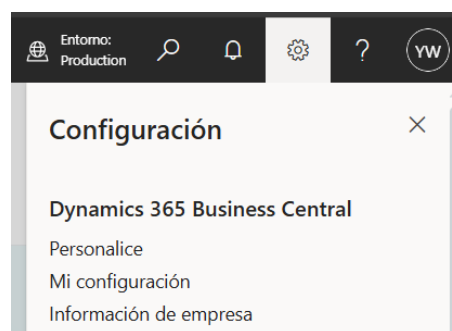 Entorno:
Production
?
YW
Configuración
Dynamics 365 Business Central
Personalice
Mi configuración
Información de empresa